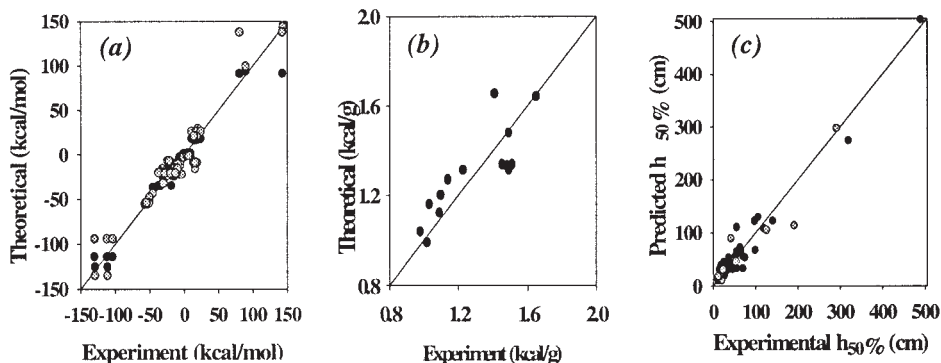 (a)
Theoretical (kcal/mol)
150
100
50
0
-50
-100
-150
-150 -100 -50 0 50 100 150
Experiment (kcal/mol)
(b)
Theoretical (kcal/g)
2.0
1.6
1.2
0.8
0.8 1.2 1.6 2.0
Experiment (kcal/g)
(c)
Predicted h 50% (cm)
500
400
300
200
100
0
0 100 200 300 400 500
Experimental h50% (cm)